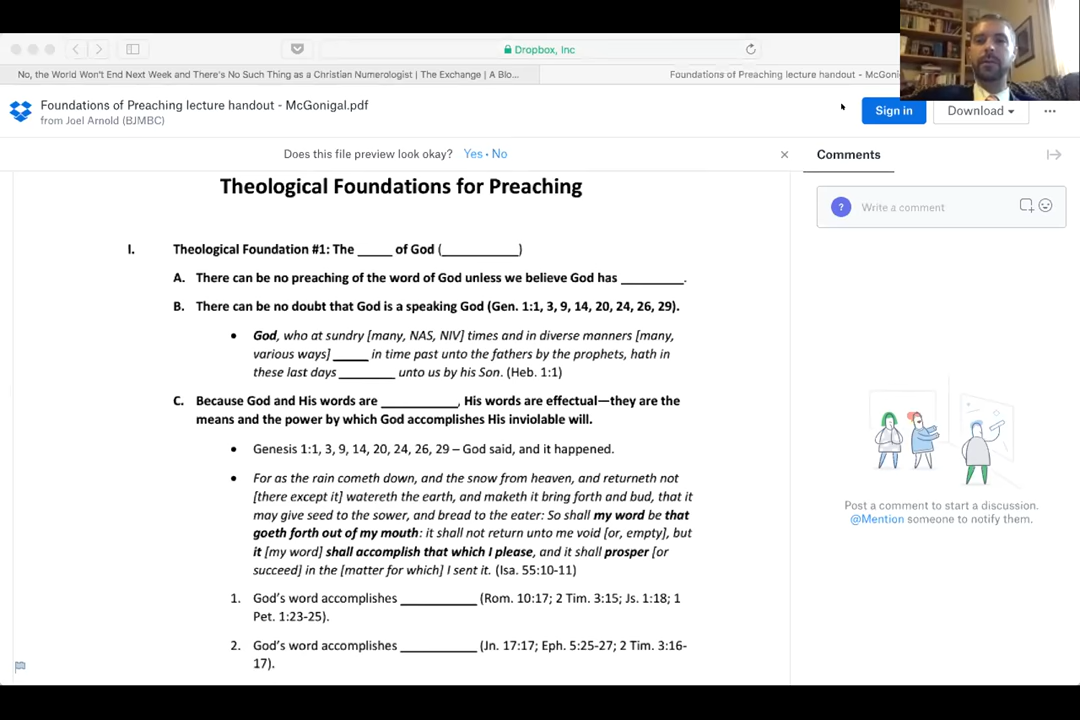 Dropbox, Inc
No, the World Won't End Next Week and There's No Such Thing as a Christian Numerologist | The Exchange | A Blo...
Foundations of Preaching lecture handout - McGoni
Foundations of Preaching lecture handout - McGonigal.pdf
from Joel Arnold (BJMBC)
Sign in
Download
Does this file preview look okay? Yes · No
Comments
? Write a comment
Theological Foundations for Preaching
I. Theological Foundation #1: The _____ of God (___________)
A. There can be no preaching of the word of God unless we believe God has _________.
B. There can be no doubt that God is a speaking God (Gen. 1:1, 3, 9, 14, 20, 24, 26, 29).
• God, who at sundry [many, NAS, NIV] times and in diverse manners [many,
various ways] _____ in time past unto the fathers by the prophets, hath in
these last days ________ unto us by his Son. (Heb. 1:1)
C. Because God and His words are ___________, His words are effectual—they are the
means and the power by which God accomplishes His inviolable will.
• Genesis 1:1, 3, 9, 14, 20, 24, 26, 29 – God said, and it happened.
• For as the rain cometh down, and the snow from heaven, and returneth not
[there except it] watereth the earth, and maketh it bring forth and bud, that it
may give seed to the sower, and bread to the eater: So shall my word be that
goeth forth out of my mouth: it shall not return unto me void [or, empty], but
it [my word] shall accomplish that which I please, and it shall prosper [or
succeed] in the [matter for which] I sent it. (Isa. 55:10-11)
1. God's word accomplishes ___________ (Rom. 10:17; 2 Tim. 3:15; Js. 1:18; 1
Pet. 1:23-25).
2. God's word accomplishes ___________ (Jn. 17:17; Eph. 5:25-27; 2 Tim. 3:16-
17).
Post a comment to start a discussion.
@Mention someone to notify them.